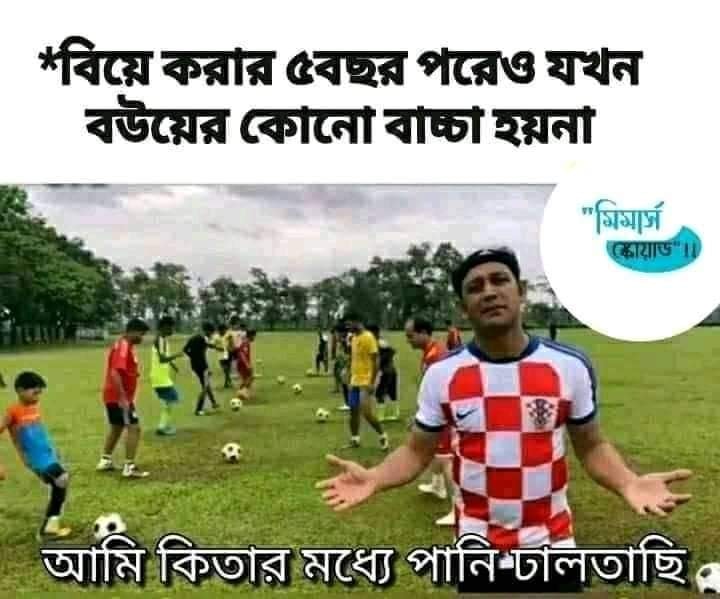 *বিয়ে করার ৫বছর পরেও যখন
বউয়ের কোনো বাচ্চা হয়না
"মিমার্স
স্কোয়াড"!!
আমি কিতার মধ্যে পানি ঢালতাছি